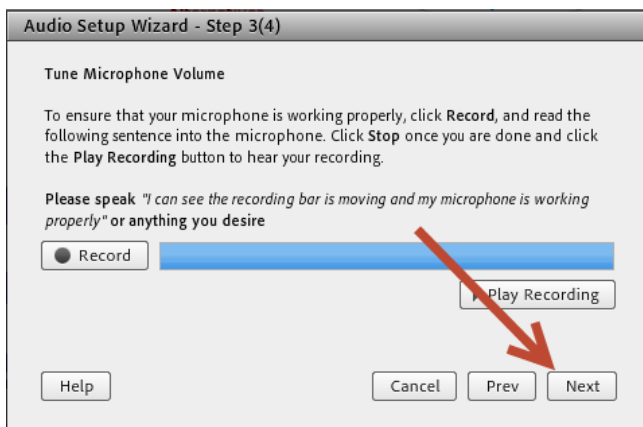 Audio Setup Wizard - Step 3(4)
Tune Microphone Volume
To ensure that your microphone is working properly, click Record, and read the
following sentence into the microphone. Click Stop once you are done and click
the Play Recording button to hear your recording.
Please speak "I can see the recording bar is moving and my microphone is working
properly" or anything you desire
Record
Play Recording
Help Cancel Prev Next